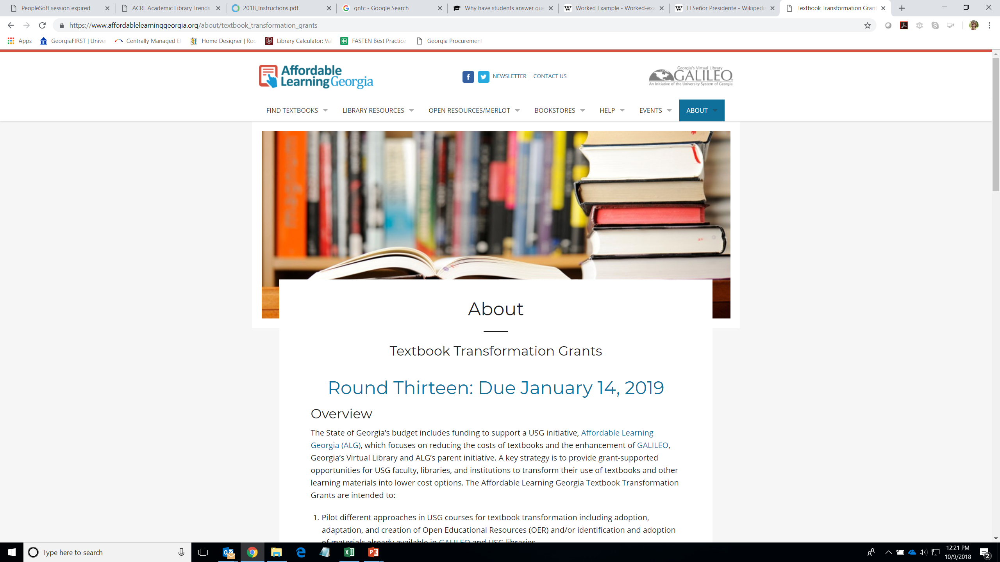 PeopleSoft session expired
ACRL Academic Library Trends
2018_Instructions.pdf
gntc - Google Search
Why have students answer que
Worked Example - Worked-exa
El Señor Presidente - Wikipedi
Textbook Transformation Gran
https://www.affordablelearninggeorgia.org/about/textbook_transformation_grants
Apps
GeorgiaFIRST | Univer
Centrally Managed El
Home Designer | Roo
Library Calculator: Va
FASTEN Best Practice
Georgia Procurement
Affordable
Learning Georgia
NEWSLETTER
CONTACT US
Georgia's Virtual Library
GALILEO
An Initiative of the University System of Georgia
FIND TEXTBOOKS
LIBRARY RESOURCES
OPEN RESOURCES/MERLOT
BOOKSTORES
HELP
EVENTS
ABOUT
About
Textbook Transformation Grants
Round Thirteen: Due January 14, 2019
Overview
The State of Georgia’s budget includes funding to support a USG initiative, Affordable Learning
Georgia (ALG), which focuses on reducing the costs of textbooks and the enhancement of GALILEO,
Georgia’s Virtual Library and ALG’s parent initiative. A key strategy is to provide grant-supported
opportunities for USG faculty, libraries, and institutions to transform their use of textbooks and other
learning materials into lower cost options. The Affordable Learning Georgia Textbook Transformation
Grants are intended to:
1. Pilot different approaches in USG courses for textbook transformation including adoption,
adaptation, and creation of Open Educational Resources (OER) and/or identification and adoption
of materials already available in GALILEO and USG libraries.
Type here to search
12:21 PM
10/9/2018
2